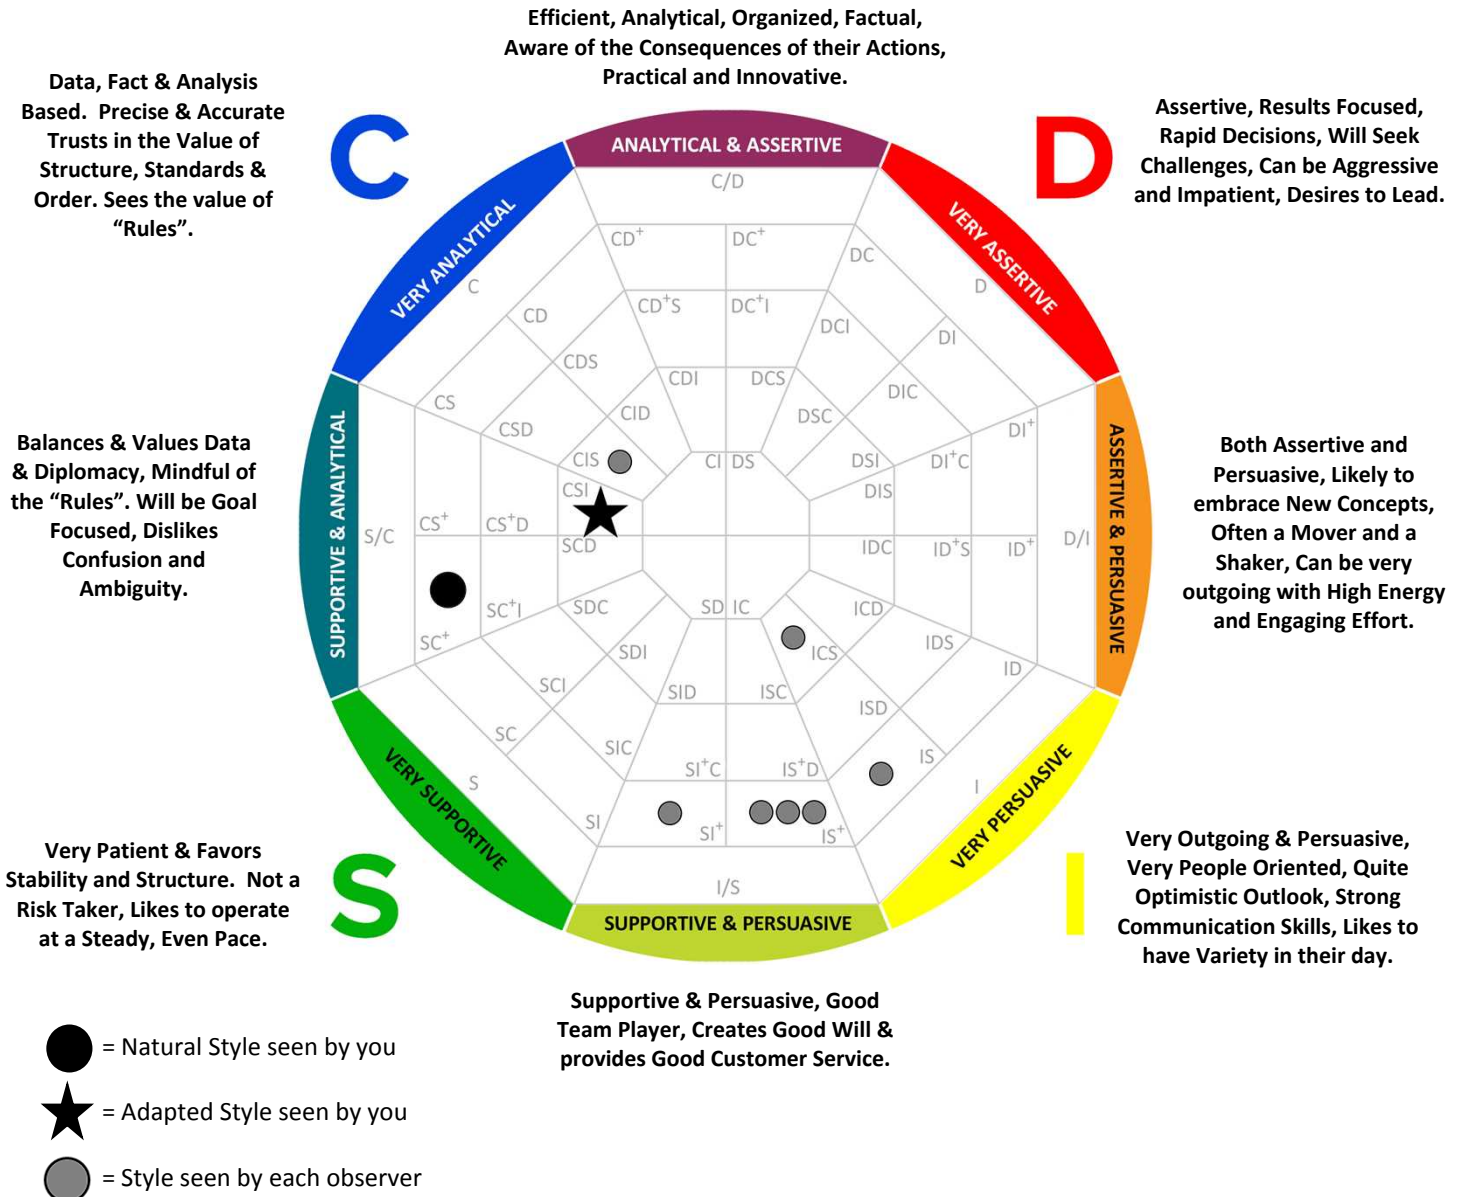 Efficient, Analytical, Organized, Factual,
Aware of the Consequences of their Actions,
Practical and Innovative.
Data, Fact & Analysis
Based. Precise & Accurate
Trusts in the Value of
Structure, Standards &
Order. Sees the value of
“Rules”.
C
D
Assertive, Results Focused,
Rapid Decisions, Will Seek
Challenges, Can be Aggressive
and Impatient, Desires to Lead.
ANALYTICAL & ASSERTIVE
VERY ANALYTICAL
VERY ASSERTIVE
C/D
CD+
DC+
DC
C
D
CD
CD+S
DC+I
DCI
DI
CDS
CDI
DCS
DIC
CS
CID
DSC
CSD
DI+
CIS
CI
DS
DSI
DI+C
CSI
DIS
Balances & Values Data
& Diplomacy, Mindful of
the “Rules”. Will be Goal
Focused, Dislikes
Confusion and
Ambiguity.
SUPPORTIVE & ANALYTICAL
S/C
CS+
CS+D
SCD
IDC
ID+S
ID+
D/I
ASSERTIVE & PERSUASIVE
Both Assertive and
Persuasive, Likely to
embrace New Concepts,
Often a Mover and a
Shaker, Can be very
outgoing with High Energy
and Engaging Effort.
SC+I
SDC
SD
IC
ICD
SC+
SDI
ICS
IDS
ID
SCI
SID
ISC
ISD
SC
SIC
IS
SI+C
IS+D
S
I
SI
SI+
IS+
I/S
VERY SUPPORTIVE
VERY PERSUASIVE
SUPPORTIVE & PERSUASIVE
Very Patient & Favors
Stability and Structure. Not a
Risk Taker, Likes to operate
at a Steady, Even Pace.
S
I
Very Outgoing & Persuasive,
Very People Oriented, Quite
Optimistic Outlook, Strong
Communication Skills, Likes to
have Variety in their day.
Supportive & Persuasive, Good
Team Player, Creates Good Will &
provides Good Customer Service.
= Natural Style seen by you
= Adapted Style seen by you
= Style seen by each observer